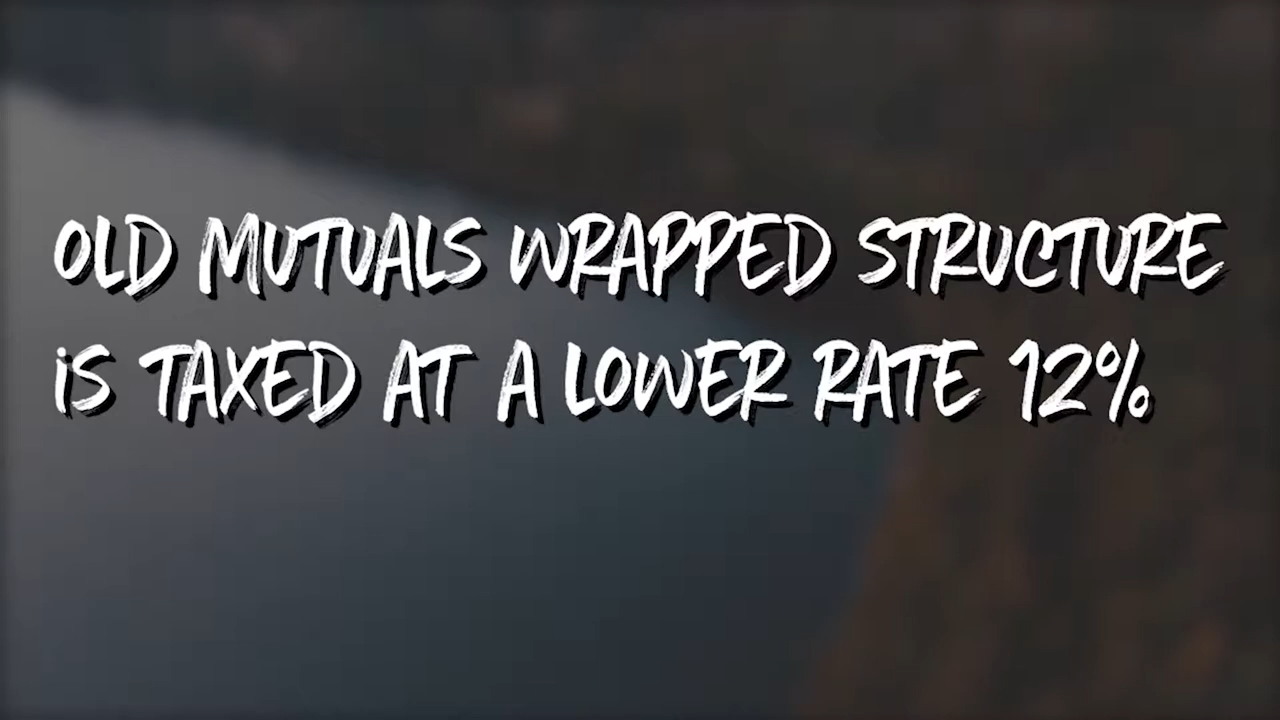 OLD MUTUALS WRAPPED STRUCTURE
iS TAXED AT A LOWER RATE 12%